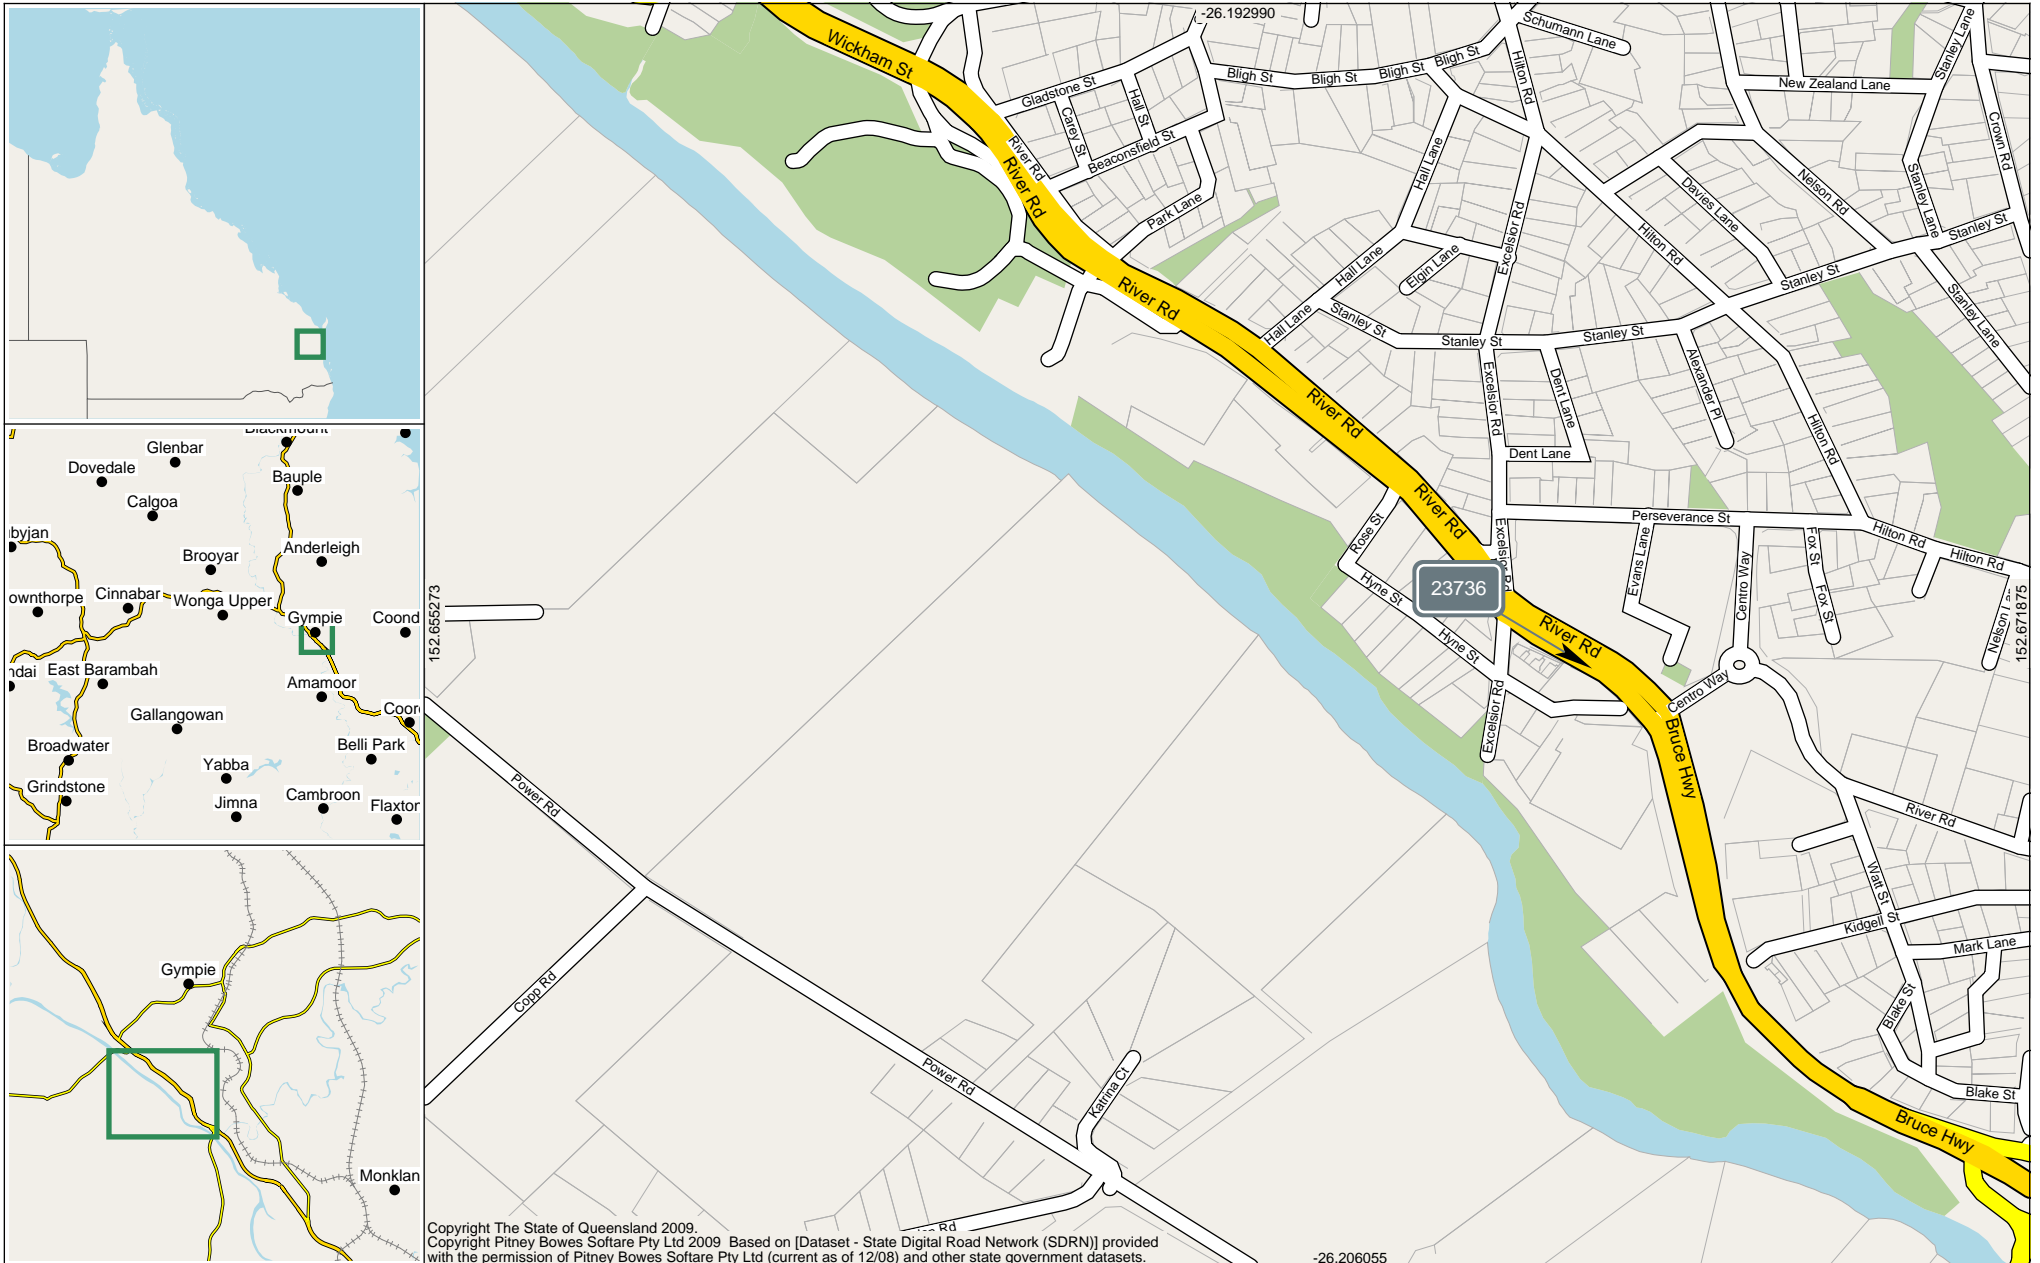 -26.192990
Wickham St
Schumann Lane
Hilton Rd
Stanley Lane
Bligh St
Bligh St
Bligh St
Bligh St
New Zealand Lane
Gladstone St
Hall St
Carey St
Beaconsfield St
Crown Rd
River Rd
River Rd
Hall Lane
Park Lane
Davies Lane
Nelson Rd
Stanley Lane
Stanley St
Excelsior Rd
Hilton Rd
Elgin Lane
Hall Lane
River Rd
Stanley St
Stanley Lane
Hall Lane
Stanley St
Stanley St
Stanley St
Alexander Pl
Dent Lane
Excelsior Rd
River Rd
Hilton Rd
Dent Lane
River Rd
Perseverance St
Rose St
Excelsior Rd
Hilton Rd
Hilton Rd
Fox St
Evans Lane
Centro Way
Fox St
Hyne St
23736
152.655273
152.671875
River Rd
Hyne St
Centro Way
Excelsior Rd
Bruce Hwy
Power Rd
River Rd
Watt St
Kidgell St
Mark Lane
Copp Rd
Blake St
Power Rd
Katrina Ct
Blake St
Bruce Hwy
-26.206055
Glenbar
Dovedale
Bauple
Calgoa
Anderleigh
Brooyar
Cinnabar
Wonga Upper
Gympie
East Barambah
Amamoor
Gallangowan
Broadwater
Belli Park
Yabba
Grindstone
Jimna
Cambroon
Gympie
Copyright The State of Queensland 2009.
Copyright Pitney Bowes Softare Pty Ltd 2009 Based on [Dataset - State Digital Road Network (SDRN)] provided
with the permission of Pitney Bowes Softare Pty Ltd (current as of 12/08) and other state government datasets.